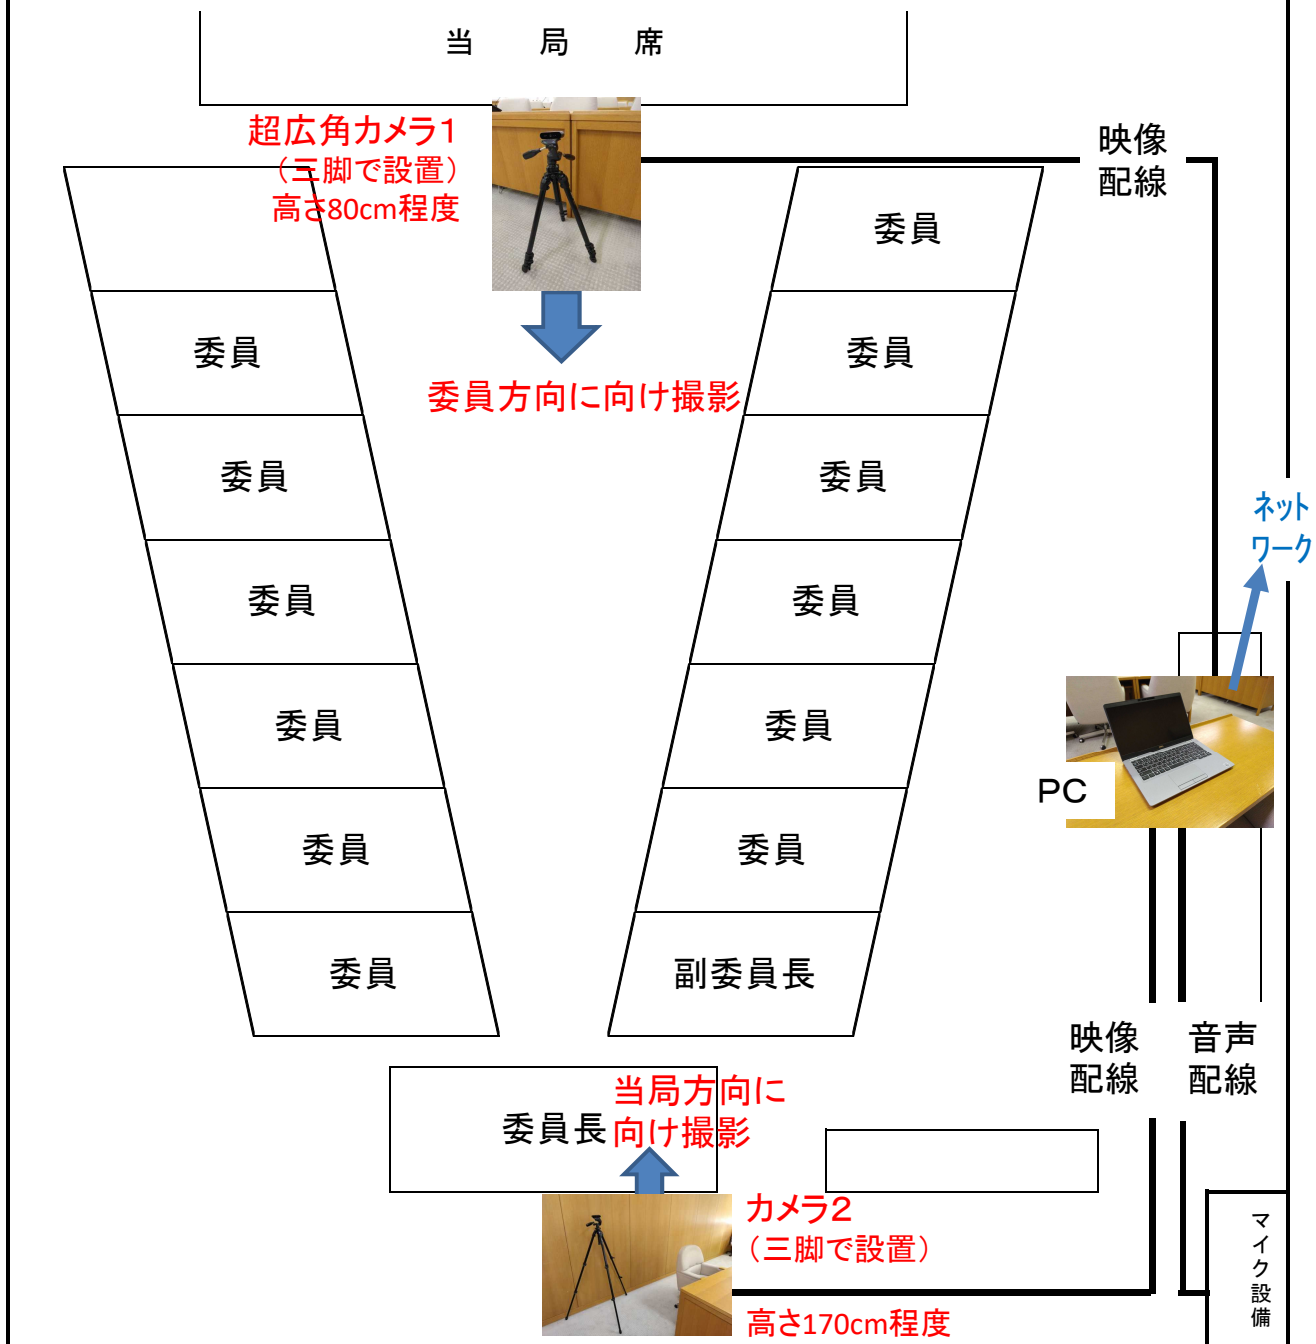 当　局　席
超広角カメラ1
（三脚で設置）
高さ80cm程度
映像
配線
委員
委員
委員
委員方向に向け撮影
委員
委員
ネット
ワーク
委員
委員
委員
委員
PC
委員
委員
委員
副委員長
映像
配線
音声
配線
当局方向に
向け撮影
委員長
カメラ2
（三脚で設置）
高さ170cm程度
マイク設備